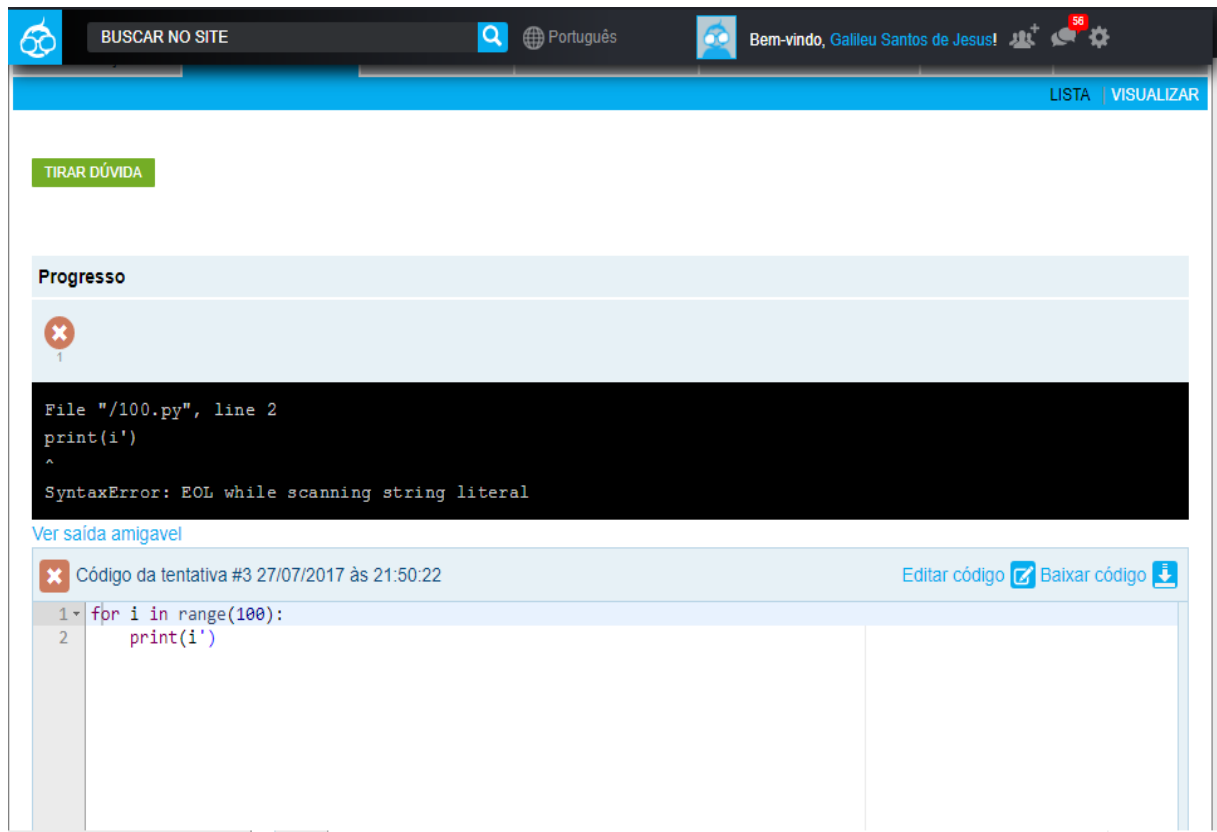 BUSCAR NO SITE
Português
Bem-vindo, Galileu Santos de Jesus!
56
LISTA | VISUALIZAR
TIRAR DÚVIDA
Progresso
1
File "/100.py", line 2
print(i')
^
SyntaxError: EOL while scanning string literal
Ver saída amigavel
Código da tentativa #3 27/07/2017 às 21:50:22
Editar código
Baixar código
1 for i in range(100):
2     print(i')